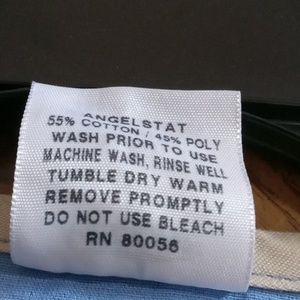 ANGELSTAT
55% COTTON / 45% POLY
WASH PRIOR TO USE
MACHINE WASH, RINSE WELL
TUMBLE DRY WARM
REMOVE PROMPTLY
DO NOT USE BLEACH
RN 80056